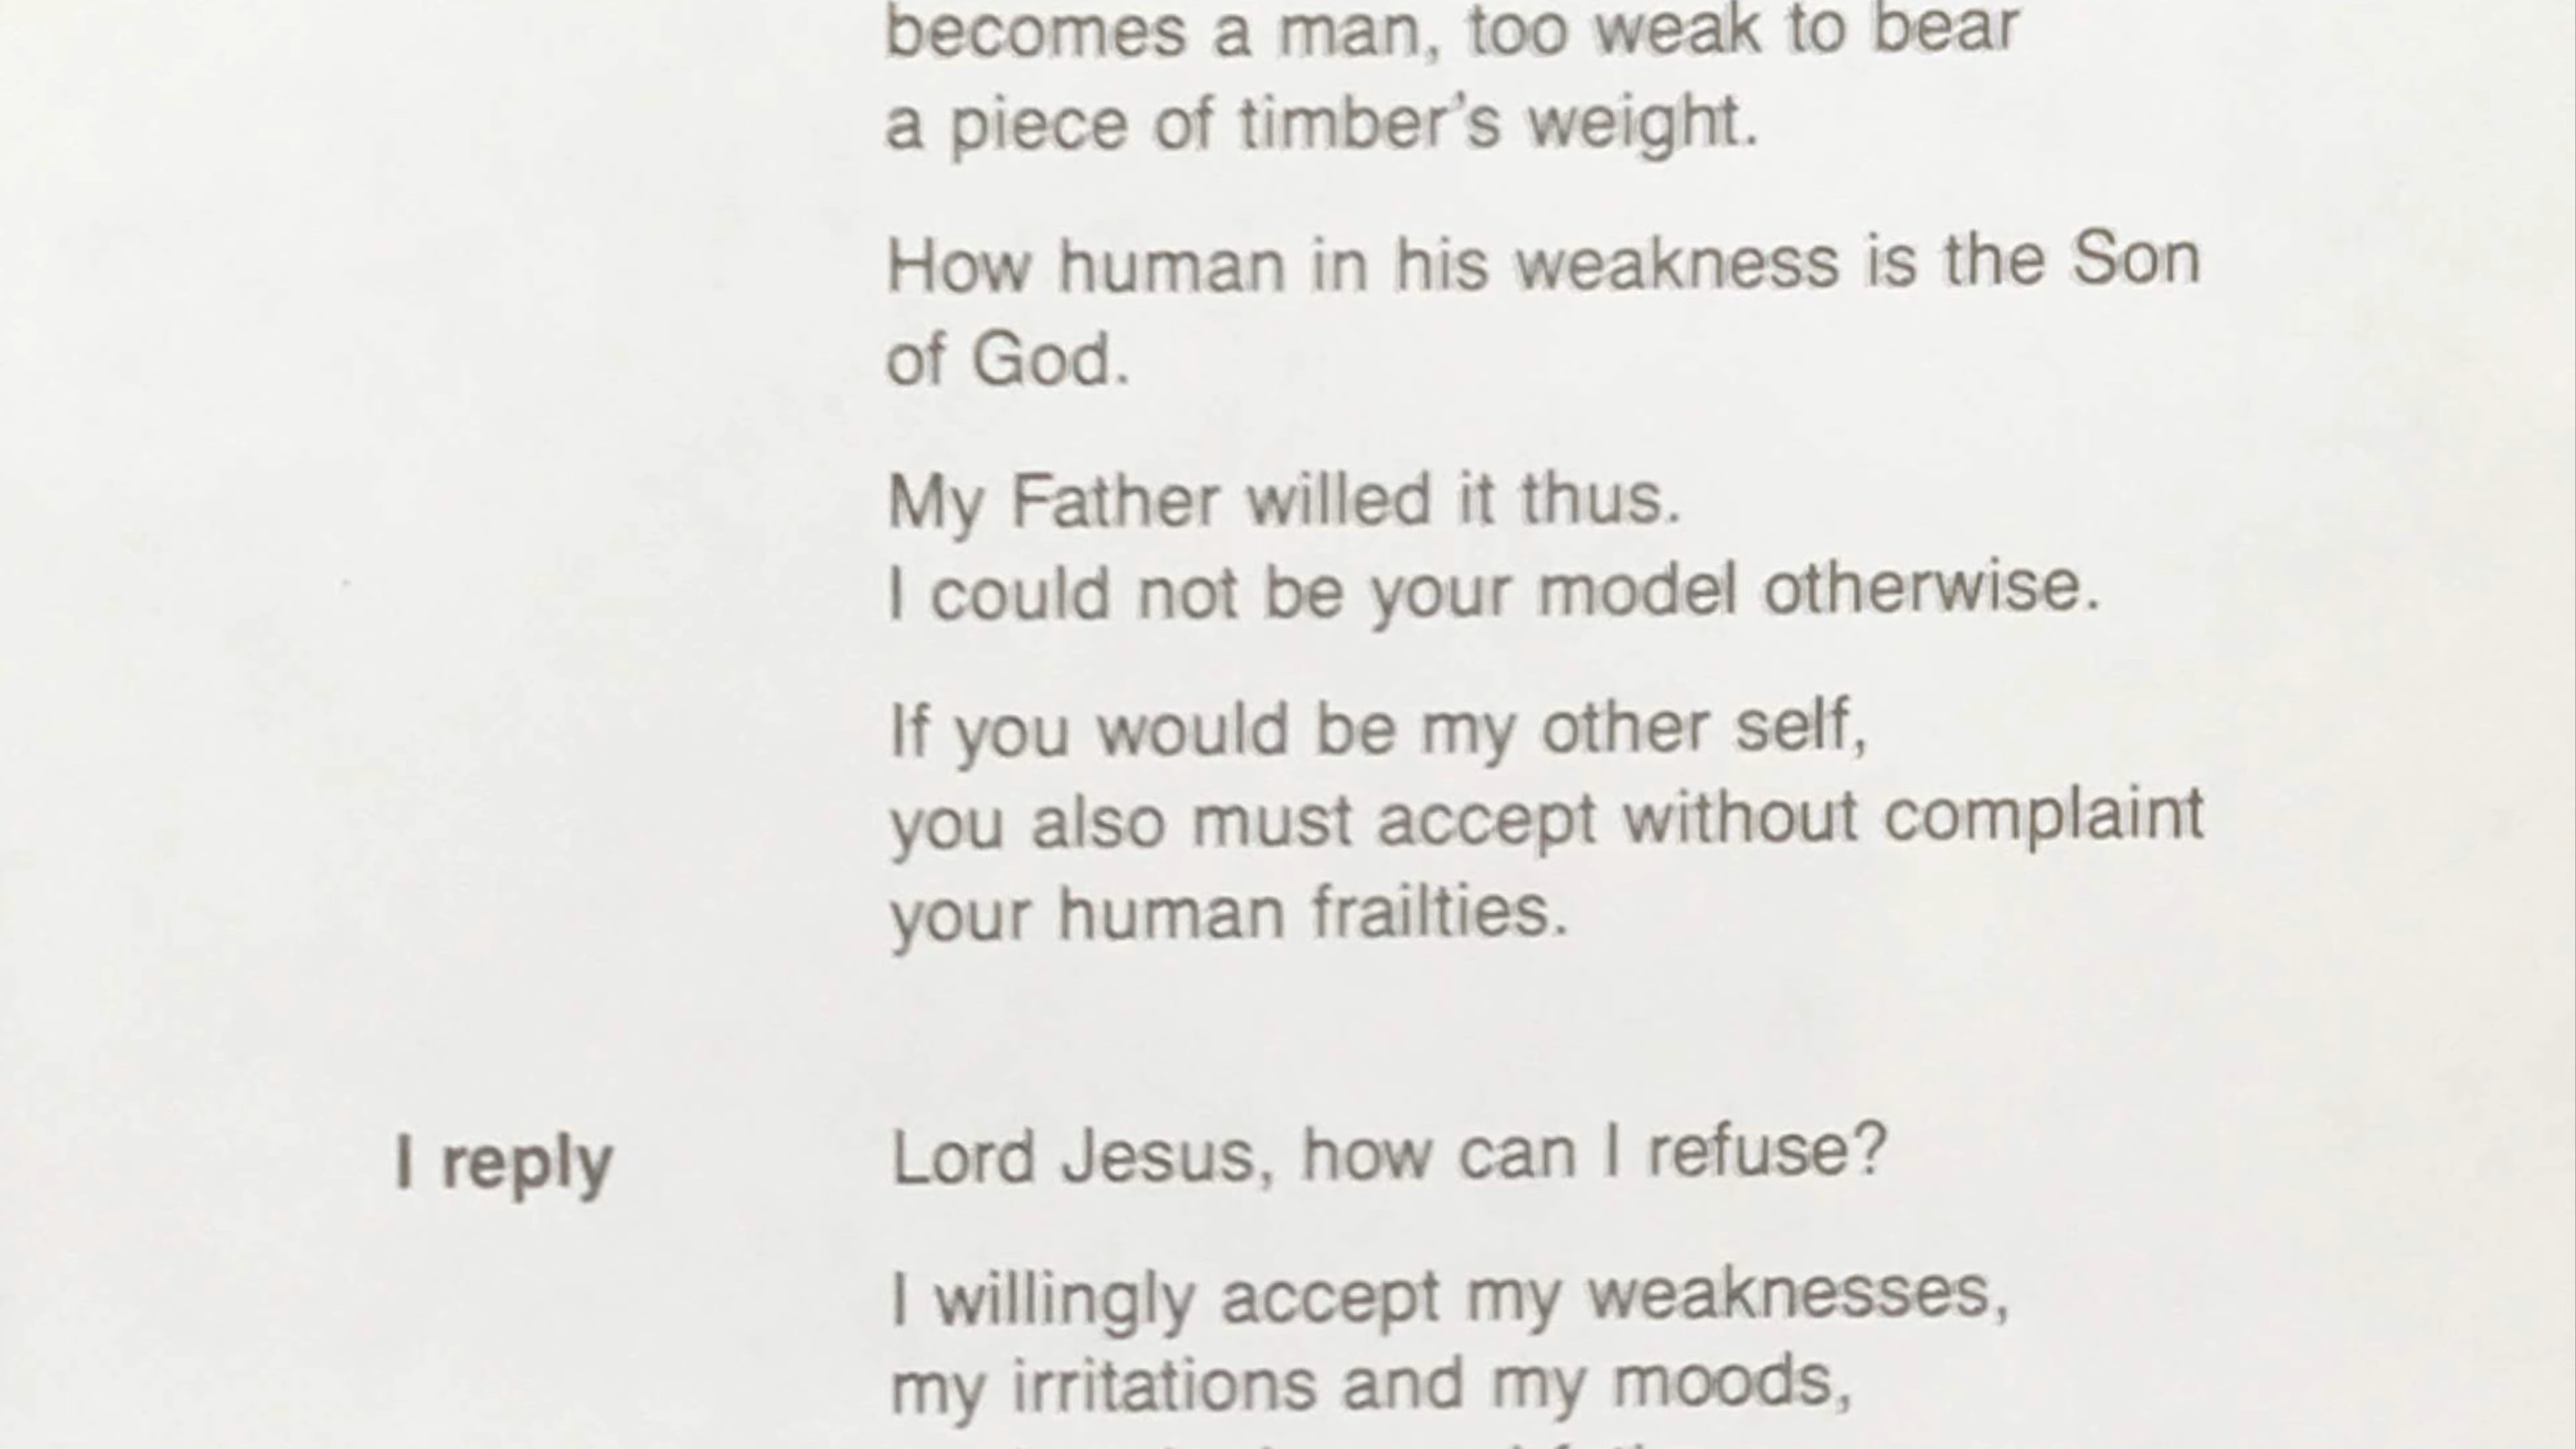 becomes a man, too weak to bear
a piece of timber's weight.
How human in his weakness is the Son
of God.
My Father willed it thus.
I could not be your model otherwise.
If you would be my other self,
you also must accept without complaint
your human frailties.
I reply
Lord Jesus, how can I refuse?
I willingly accept my weaknesses,
my irritations and my moods,